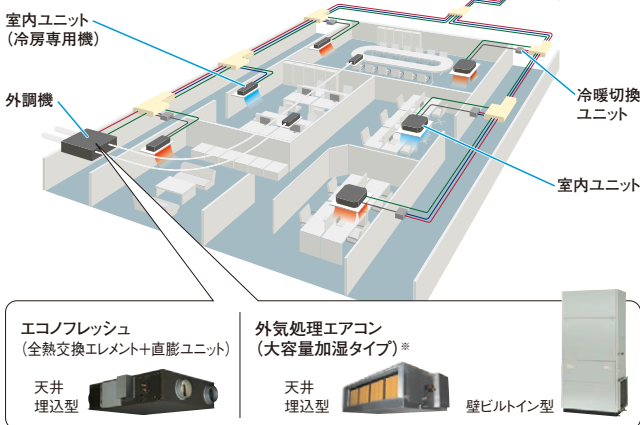 室内ユニット
(冷房専用機)
外調機
冷暖切換
ユニット
室内ユニット
エコノフレッシュ
(全熱交換エレメント+直膨ユニット)
天井
埋込型
外気処理エアコン
(大容量加湿タイプ)※
天井
埋込型
壁ビルトイン型